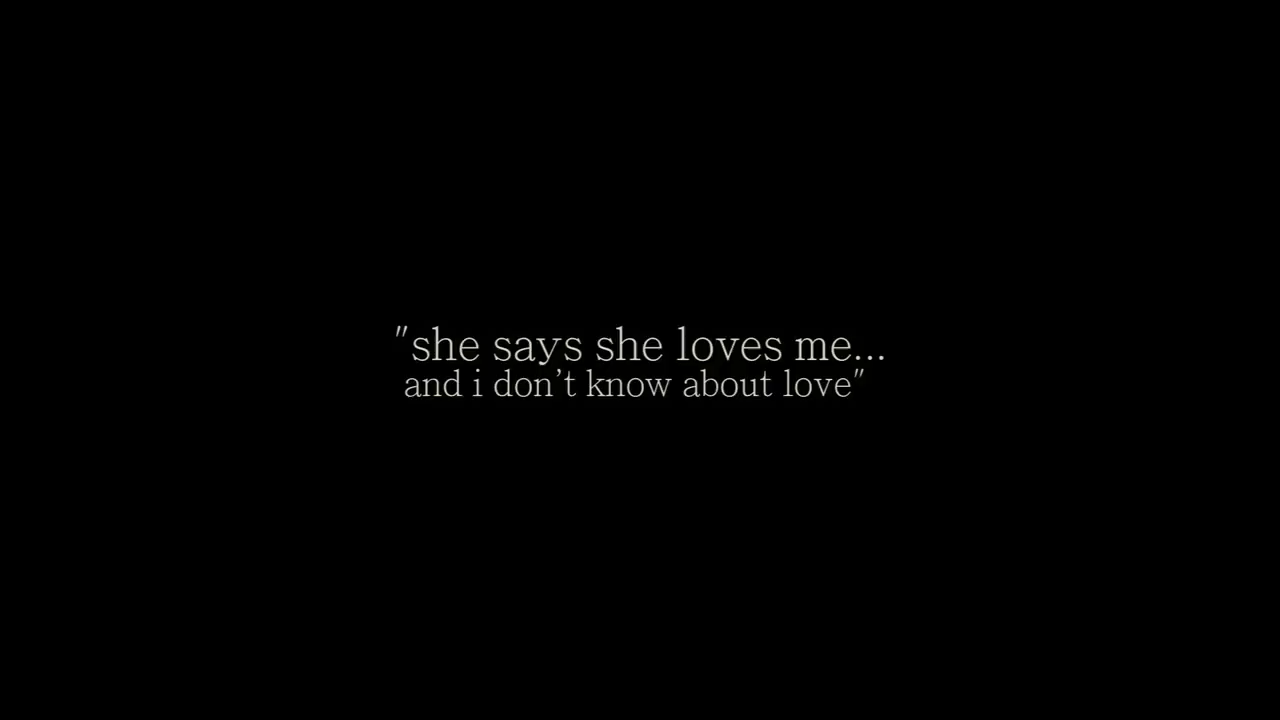 "she says she loves me...
and i don’t know about love"